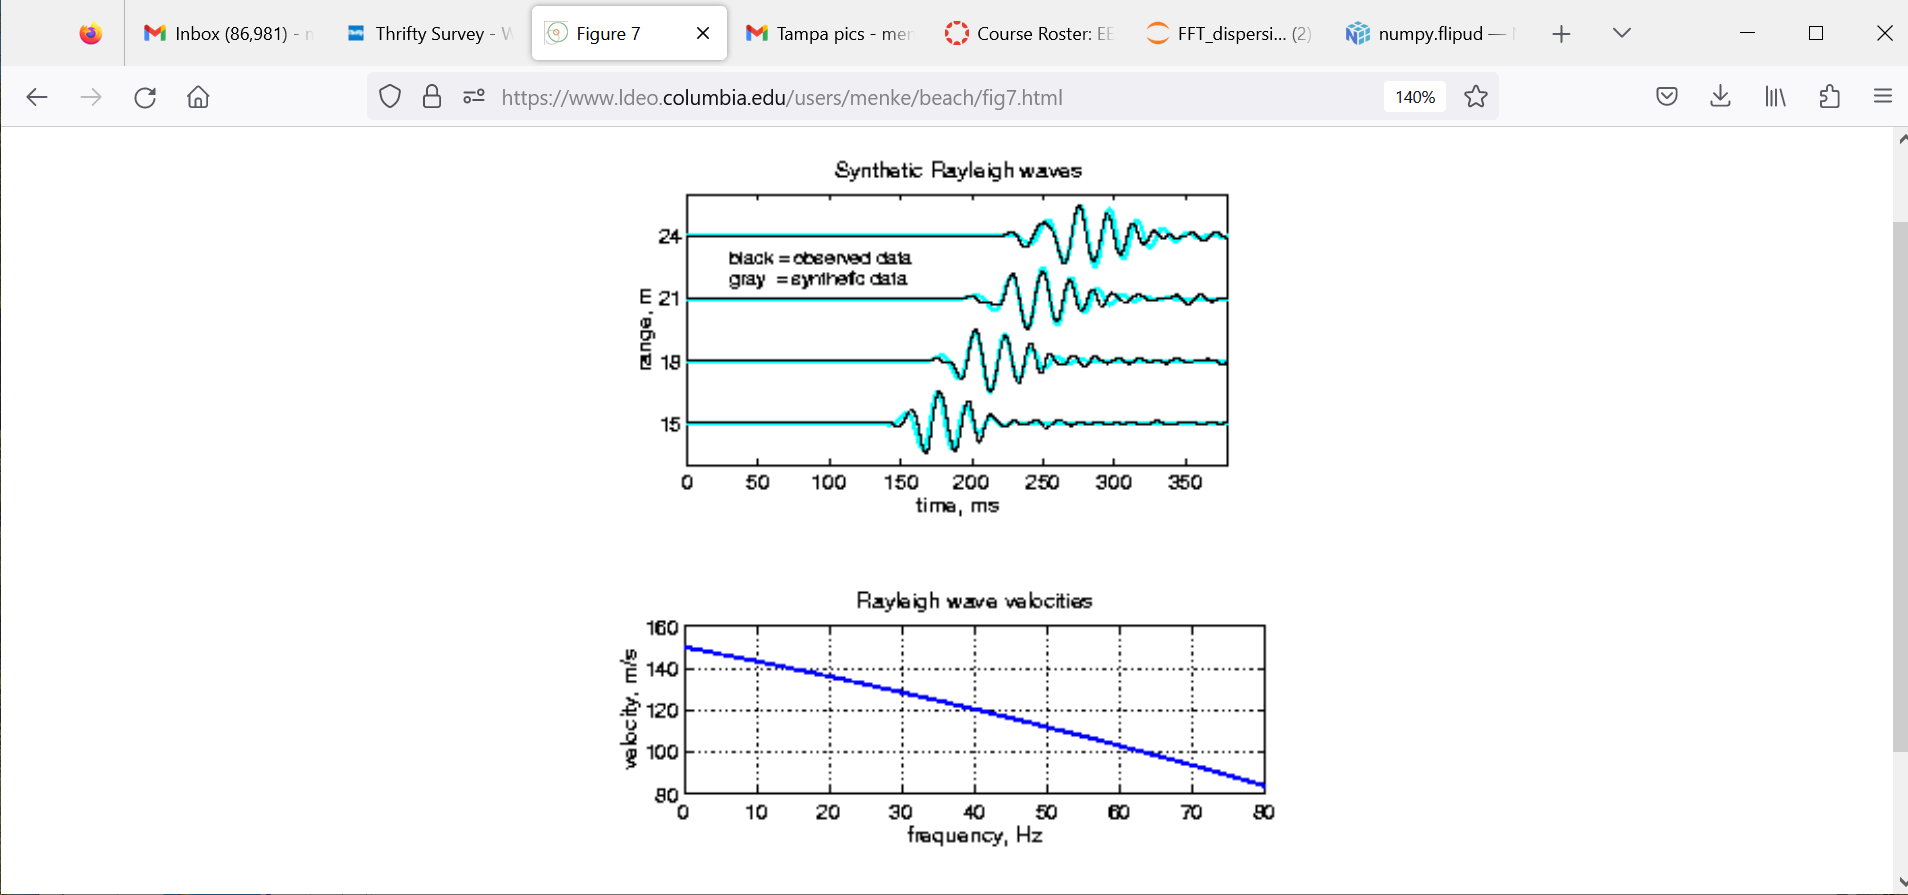 Inbox (86,981) -
Thrifty Survey -
Figure 7
Tampa pics - mer
Course Roster: EE
FFT_dispersi... (2)
numpy.flipud —
https://www.ldeo.columbia.edu/users/menke/beach/fig7.html
140%
Synthetic Rayleigh waves
24
black = observed data
gray = synthetic data
21
range, m
18
15
0 50 100 150 200 250 300 350
time, ms
Rayleigh wave velocities
160
140
velocity, m/s
120
100
80
0 10 20 30 40 50 60 70 80
frequency, Hz